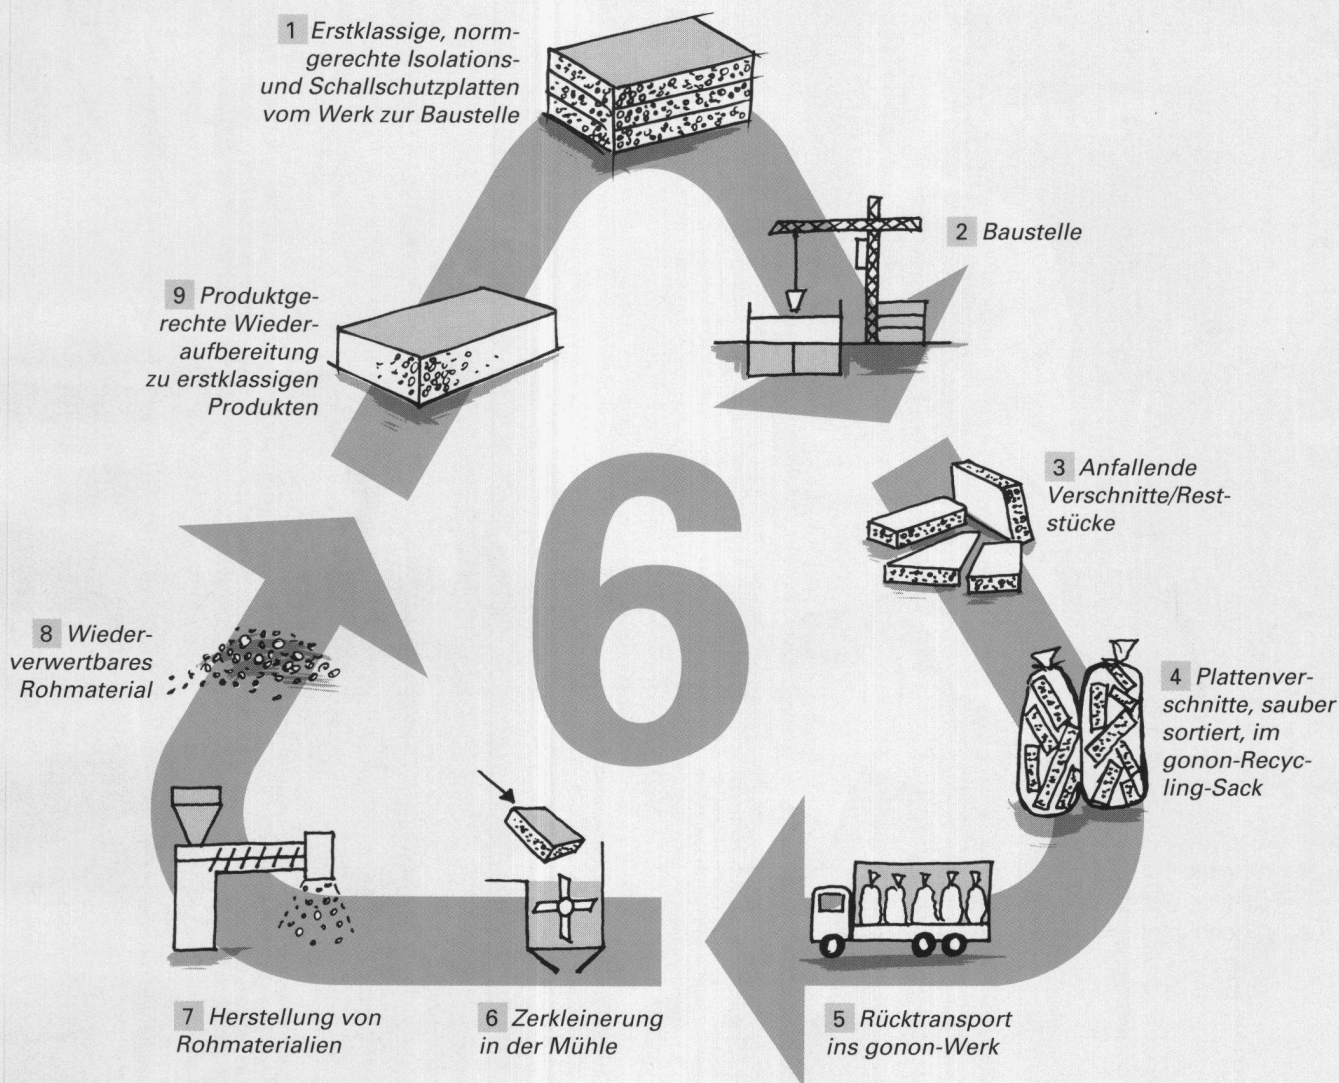 1 Erstklassige, norm-
gerechte Isolations-
und Schallschutzplatten
vom Werk zur Baustelle
2 Baustelle
3 Anfallende
Verschnitte/Rest-
stücke
4 Plattenver-
schnitte, sauber
sortiert, im
gonon-Recyc-
ling-Sack
5 Rücktransport
ins gonon-Werk
6 Zerkleinerung
in der Mühle
7 Herstellung von
Rohmaterialien
8 Wieder-
verwertbares
Rohmaterial
9 Produktge-
rechte Wieder-
aufbereitung
zu erstklassigen
Produkten
6